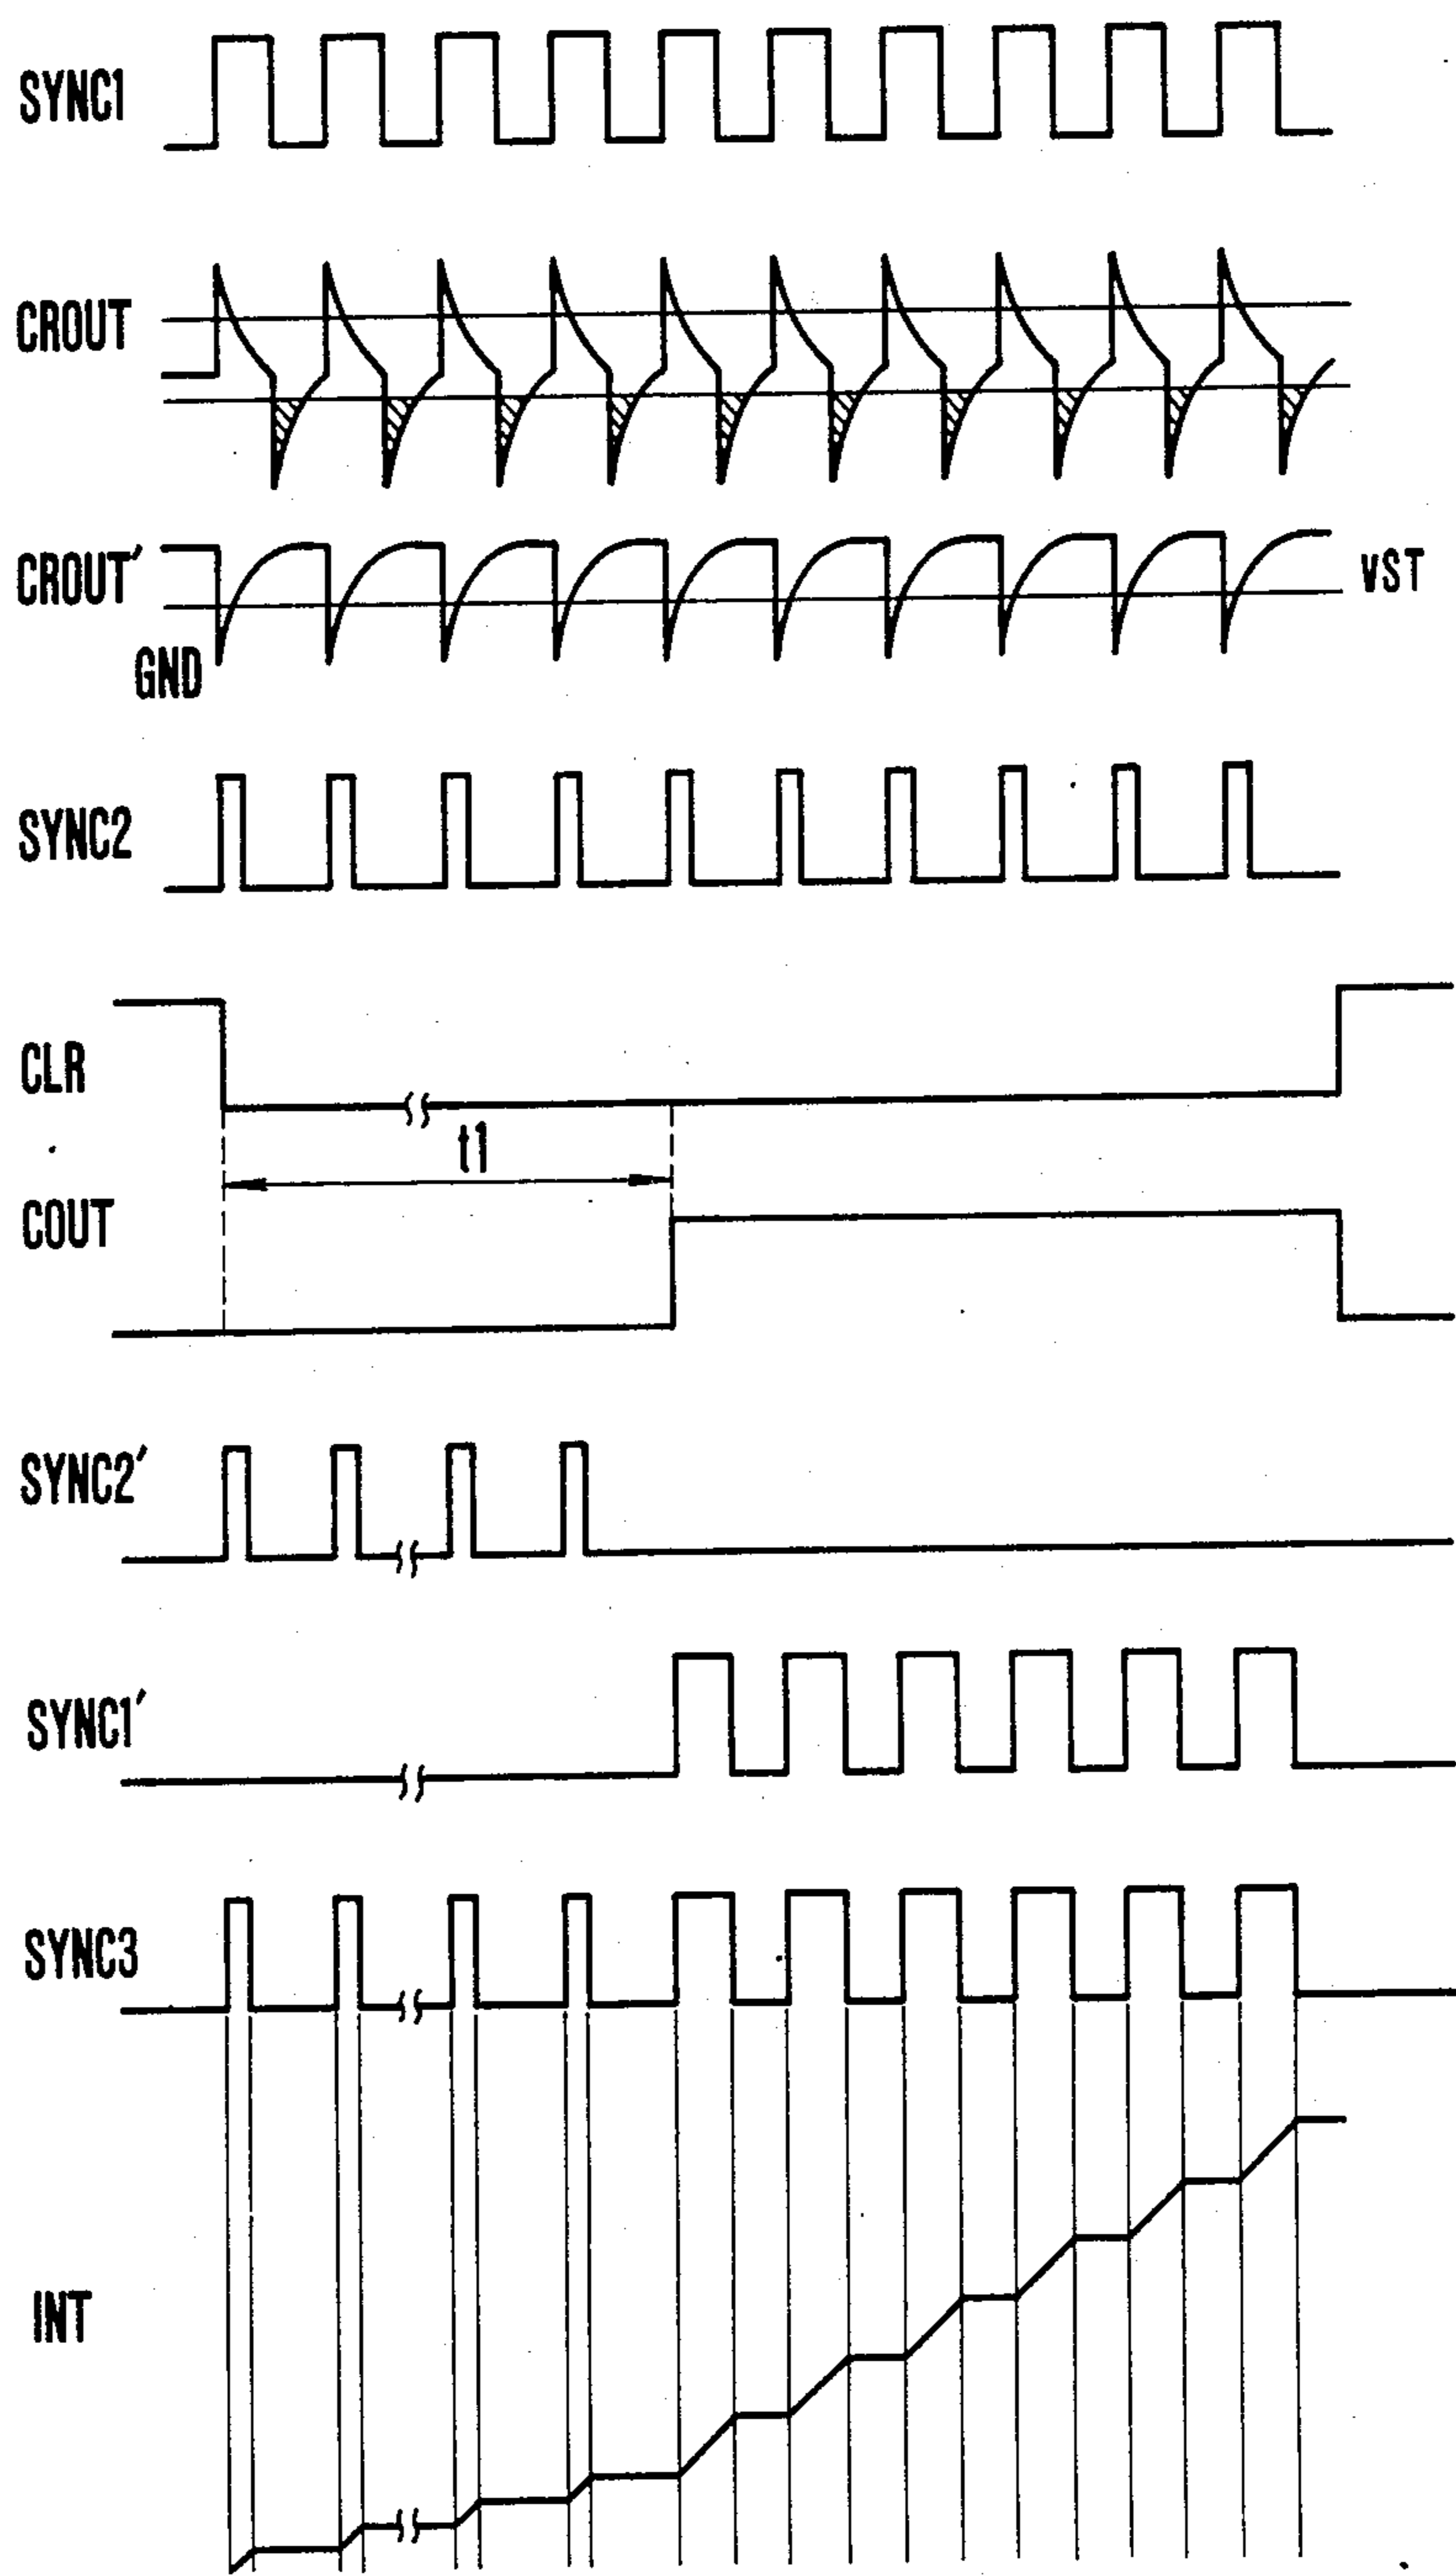 SYNC1
CROUT
CROUT′
VST
GND
SYNC2
CLR
t1
COUT
SYNC2′
SYNC1′
SYNC3
INT